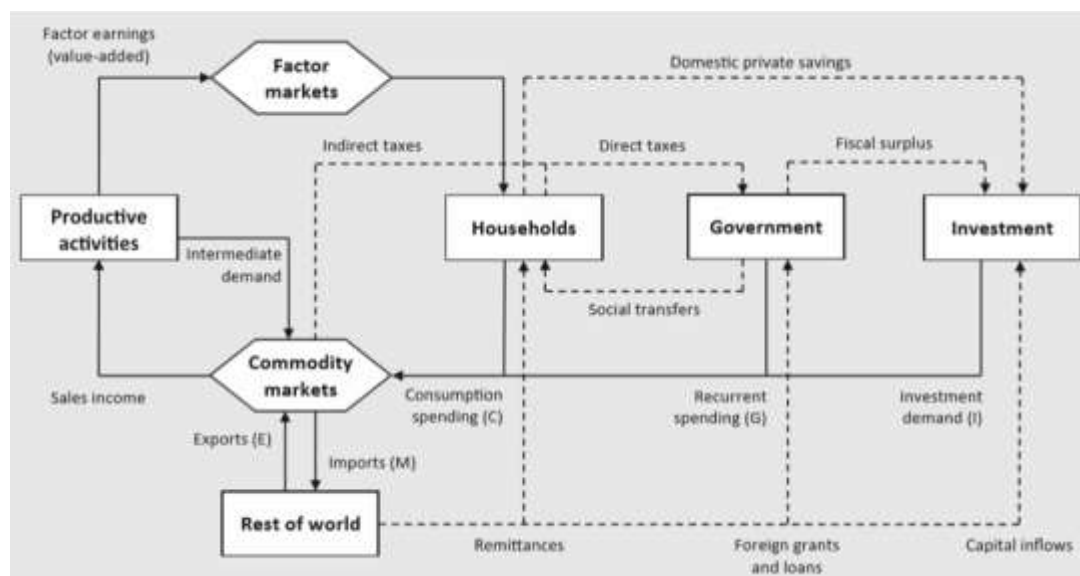 Factor earnings
(value-added)
Factor
markets
Domestic private savings
Indirect taxes
Direct taxes
Fiscal surplus
Productive
activities
Households
Government
Investment
Intermediate
demand
Social transfers
Commodity
markets
Sales income
Consumption
spending (C)
Recurrent
spending (G)
Investment
demand (I)
Exports (E)
Imports (M)
Rest of world
Remittances
Foreign grants
and loans
Capital inflows